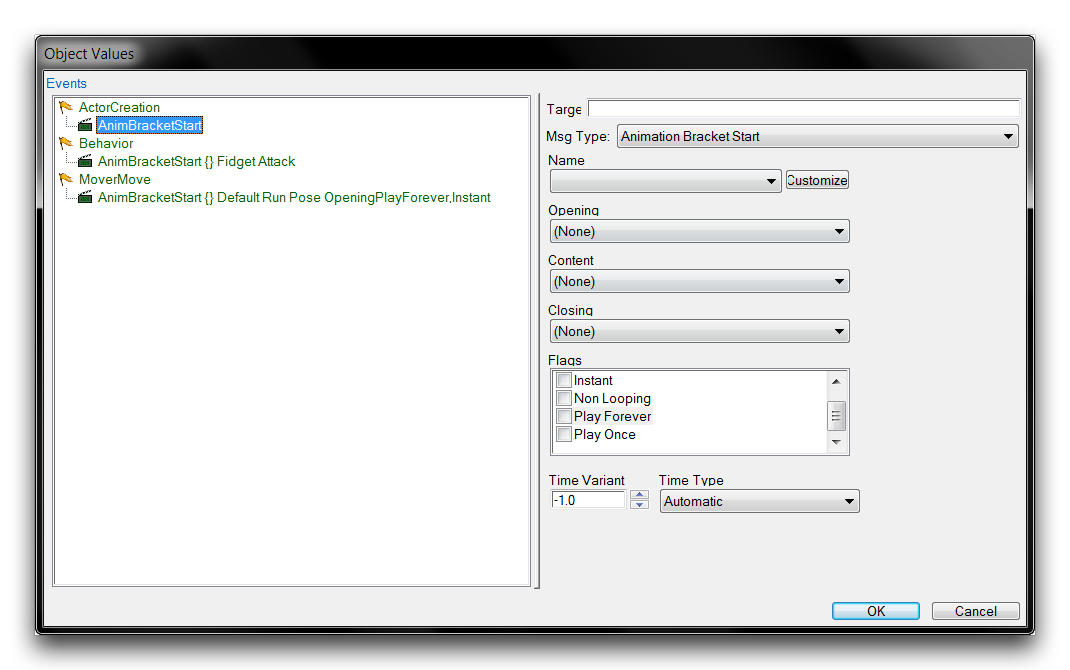 Object Values
Events
ActorCreation
AnimBracketStart
Behavior
AnimBracketStart {} Fidget Attack
MoverMove
AnimBracketStart {} Default Run Pose OpeningPlayForever,Instant
Targe
Msg Type: Animation Bracket Start
Name
Customize
Opening
(None)
Content
(None)
Closing
(None)
Flags
Instant
Non Looping
Play Forever
Play Once
Time Variant Time Type
-1.0 Automatic
OK Cancel